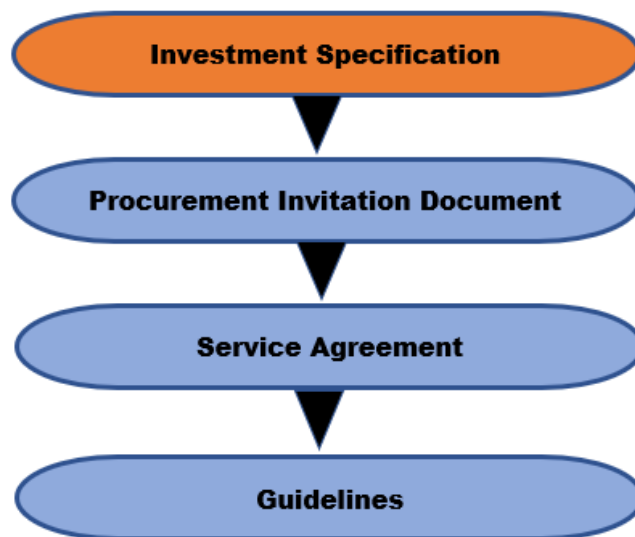 Investment Specification
Procurement Invitation Document
Service Agreement
Guidelines